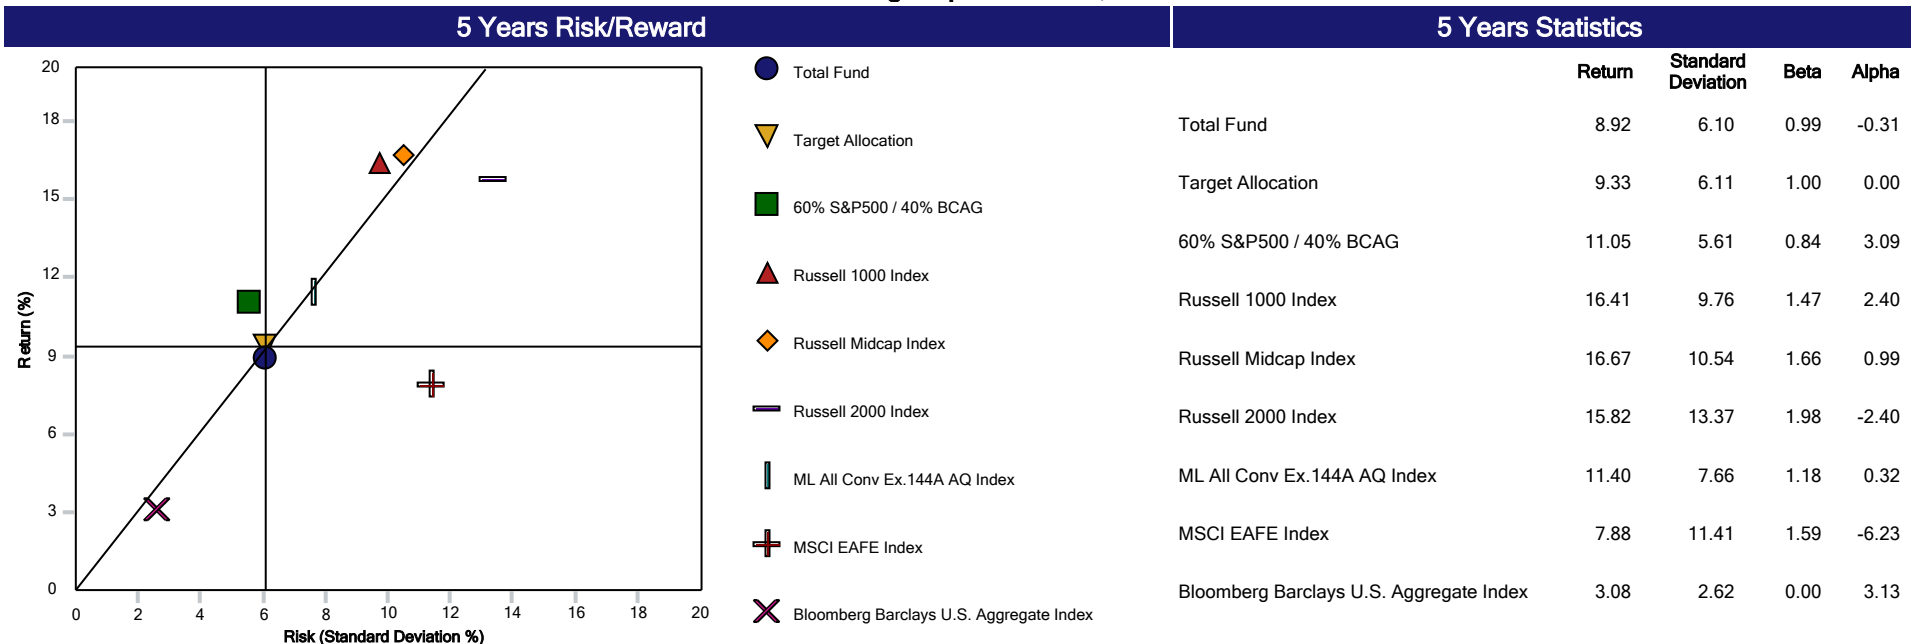 5 Years Risk/Reward
5 Years Statistics
20
18
15
12
9
6
3
0
Return (%)
0 2 4 6 8 10 12 14 16 18 20
Risk (Standard Deviation %)
Total Fund
Target Allocation
60% S&P500 / 40% BCAG
Russell 1000 Index
Russell Midcap Index
Russell 2000 Index
ML All Conv Ex.144A AQ Index
MSCI EAFE Index
Bloomberg Barclays U.S. Aggregate Index
Return Standard Deviation Beta Alpha
Total Fund 8.92 6.10 0.99 -0.31
Target Allocation 9.33 6.11 1.00 0.00
60% S&P500 / 40% BCAG 11.05 5.61 0.84 3.09
Russell 1000 Index 16.41 9.76 1.47 2.40
Russell Midcap Index 16.67 10.54 1.66 0.99
Russell 2000 Index 15.82 13.37 1.98 -2.40
ML All Conv Ex.144A AQ Index 11.40 7.66 1.18 0.32
MSCI EAFE Index 7.88 11.41 1.59 -6.23
Bloomberg Barclays U.S. Aggregate Index 3.08 2.62 0.00 3.13